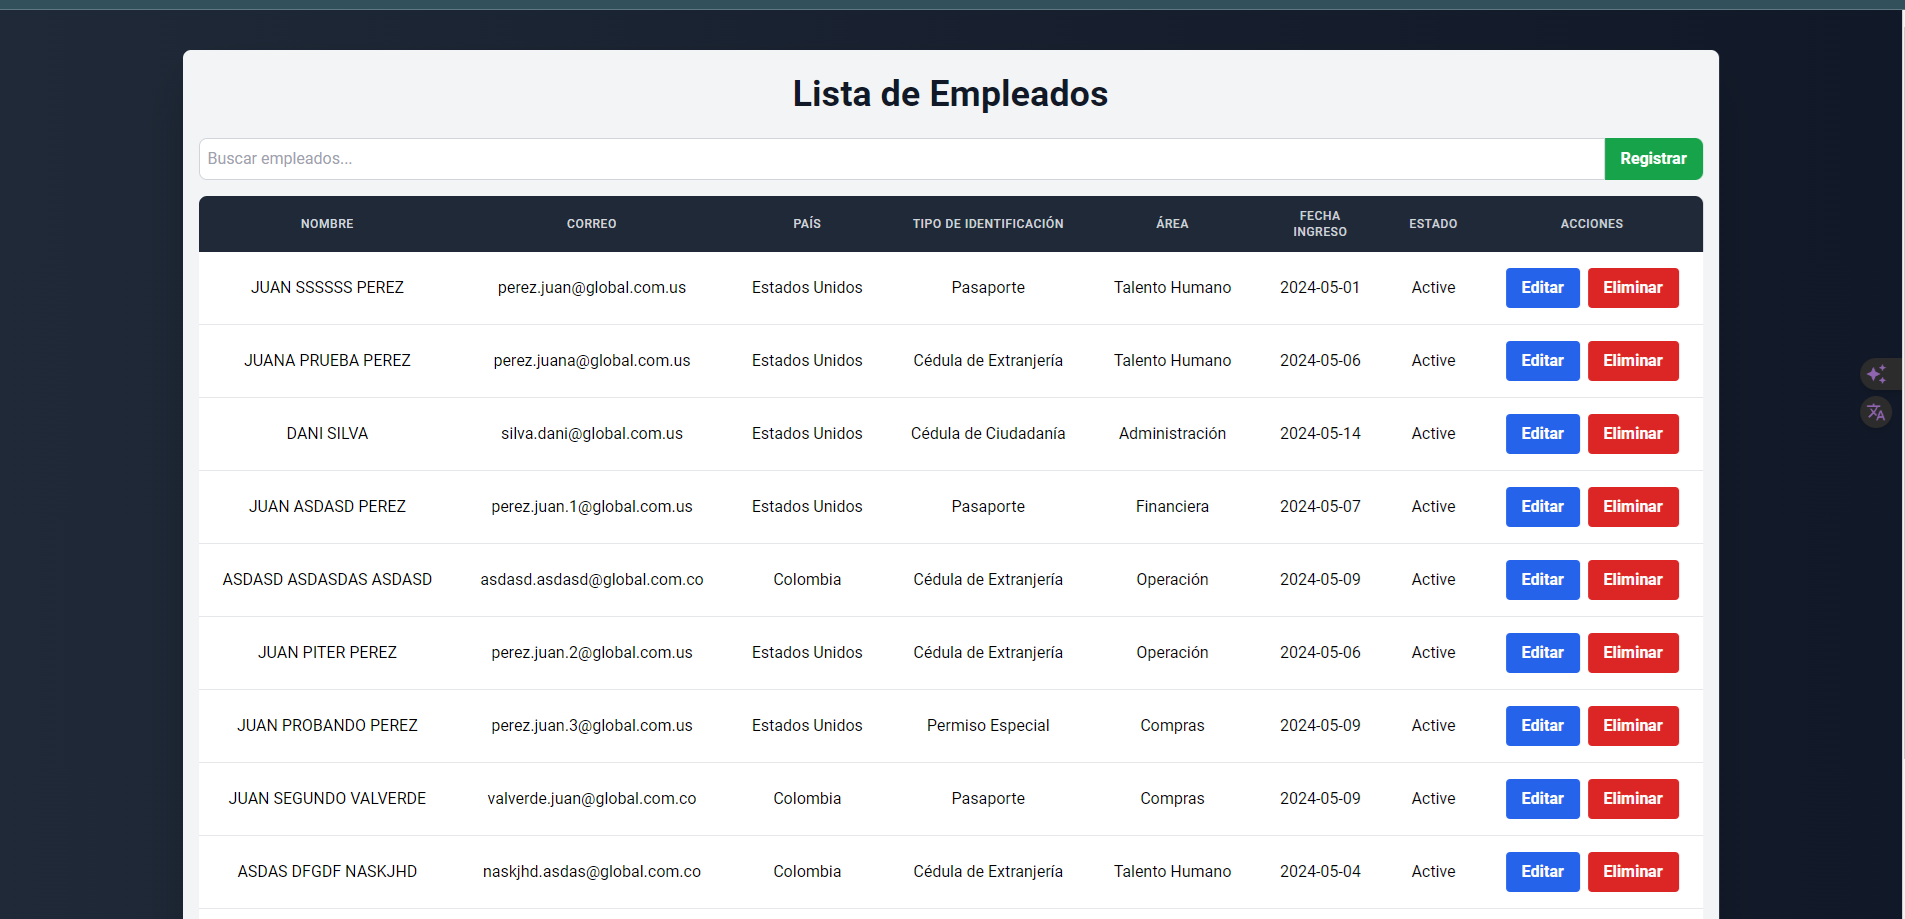 Lista de Empleados
Buscar empleados...
Registrar
NOMBRE CORREO PAÍS TIPO DE IDENTIFICACIÓN ÁREA FECHA INGRESO ESTADO ACCIONES
JUAN SSSSSS PEREZ perez.juan@global.com.us Estados Unidos Pasaporte Talento Humano 2024-05-01 Active Editar Eliminar
JUANA PRUEBA PEREZ perez.juana@global.com.us Estados Unidos Cédula de Extranjería Talento Humano 2024-05-06 Active Editar Eliminar
DANI SILVA silva.dani@global.com.us Estados Unidos Cédula de Ciudadanía Administración 2024-05-14 Active Editar Eliminar
JUAN ASDASD PEREZ perez.juan.1@global.com.us Estados Unidos Pasaporte Financiera 2024-05-07 Active Editar Eliminar
ASDASD ASDASDAS ASDASD asdasd.asdasd@global.com.co Colombia Cédula de Extranjería Operación 2024-05-09 Active Editar Eliminar
JUAN PITER PEREZ perez.juan.2@global.com.us Estados Unidos Cédula de Extranjería Operación 2024-05-06 Active Editar Eliminar
JUAN PROBANDO PEREZ perez.juan.3@global.com.us Estados Unidos Permiso Especial Compras 2024-05-09 Active Editar Eliminar
JUAN SEGUNDO VALVERDE valverde.juan@global.com.co Colombia Pasaporte Compras 2024-05-09 Active Editar Eliminar
ASDAS DFGDF NASKJHD naskjhd.asdas@global.com.co Colombia Cédula de Extranjería Talento Humano 2024-05-04 Active Editar Eliminar